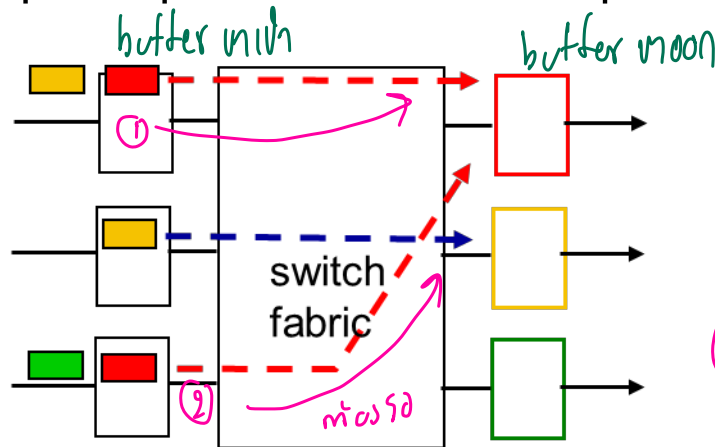 buffer ขาเข้า
buffer ขาออก
①
switch
fabric
②
ต้องรอ